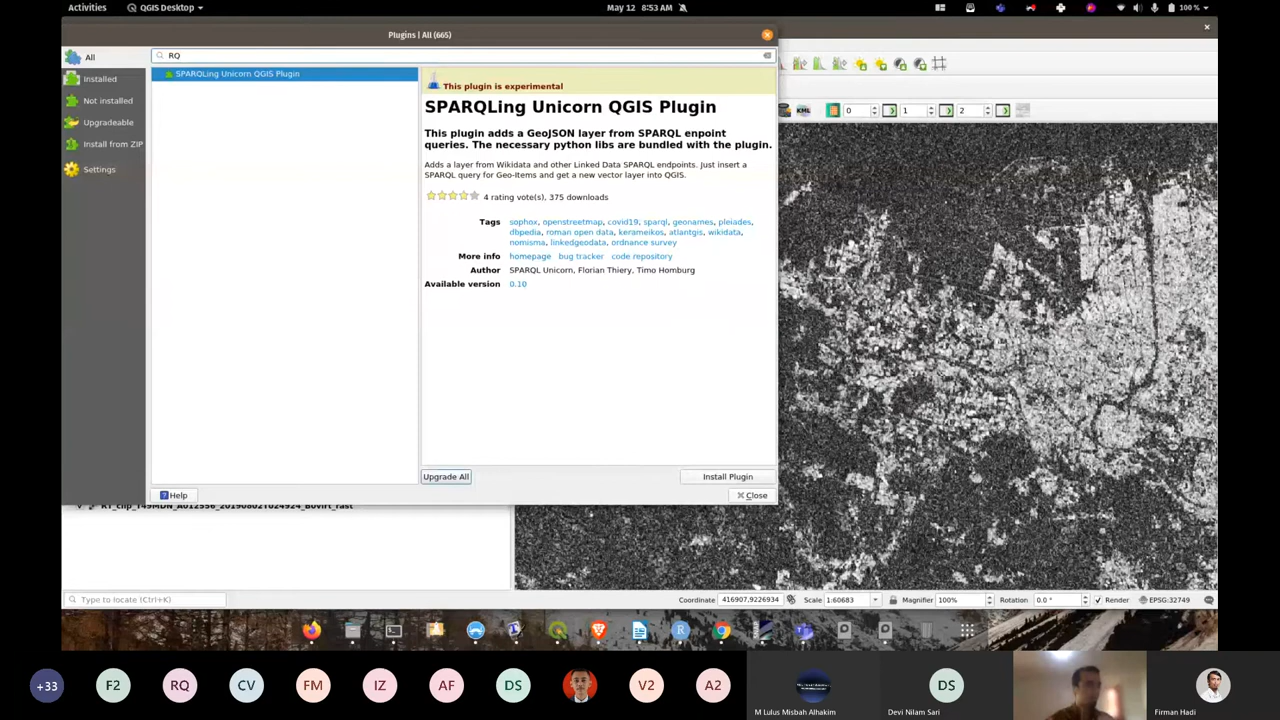 Activities
QGIS Desktop
May 12 8:53 AM
100 %
Plugins | All (665)
All
RQ
Installed
Not installed
Upgradeable
Install from ZIP
Settings
SPARQLing Unicorn QGIS Plugin
This plugin is experimental
SPARQLing Unicorn QGIS Plugin
This plugin adds a GeoJSON layer from SPARQL enpoint
queries. The necessary python libs are bundled with the plugin.
Adds a layer from Wikidata and other Linked Data SPARQL endpoints. Just insert a
SPARQL query for Geo-Items and get a new vector layer into QGIS.
4 rating vote(s), 375 downloads
Tags sophox, openstreetmap, covid19, sparql, geonames, pleiades,
dbpedia, roman open data, kerameikos, atlantgis, wikidata,
nomisma, linkedgeodata, ordnance survey
More info homepage bug tracker code repository
Author SPARQL Unicorn, Florian Thiery, Timo Homburg
Available version 0.10
Upgrade All
Install Plugin
Help
Close
KML
0
1
2
Type to locate (Ctrl+K)
Coordinate 416907,9226934 Scale 1:60683 Magnifier 100% Rotation 0.0 ° Render EPSG:32749
+33
F2
RQ
CV
FM
IZ
AF
DS
V2
A2
M Lulus Misbah Alhakim
DS
Devi Nilam Sari
Firman Hadi